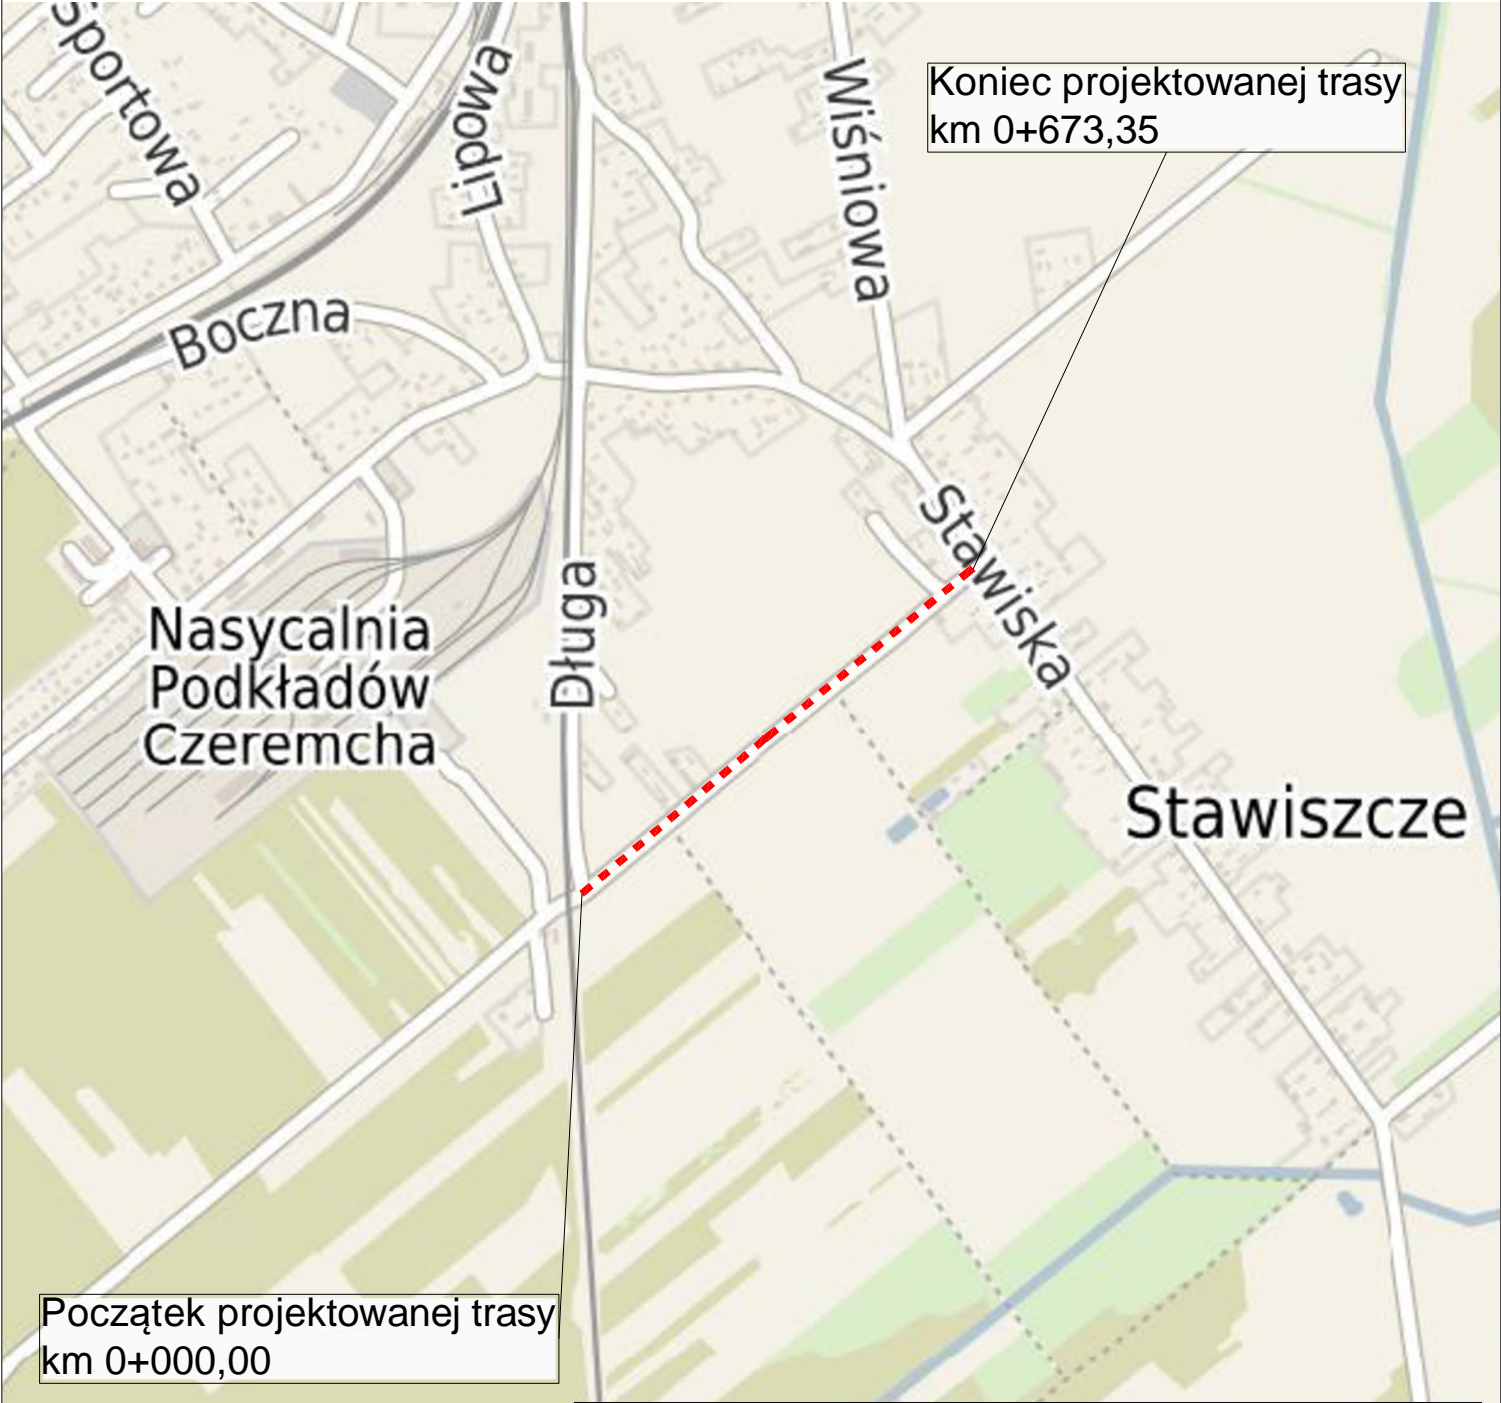 Sportowa
Lipowa
Wiśniowa
Koniec projektowanej trasy
km 0+673,35
Boczna
Stawiska
Długa
Nasycalnia
Podkładów
Czeremcha
Stawiszcze
Początek projektowanej trasy
km 0+000,00